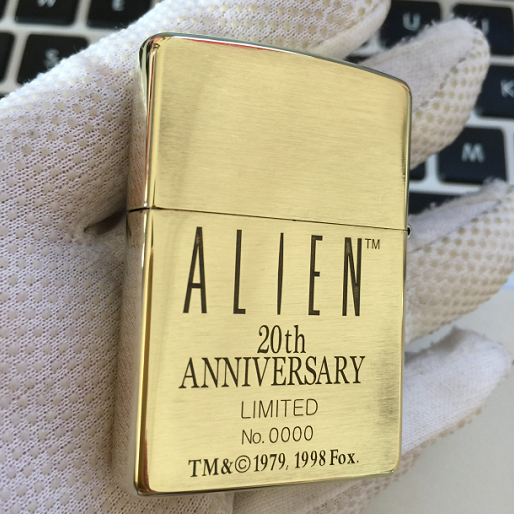 ALIEN™
20th
ANNIVERSARY
LIMITED
No. 0000
TM&©1979, 1998 Fox.